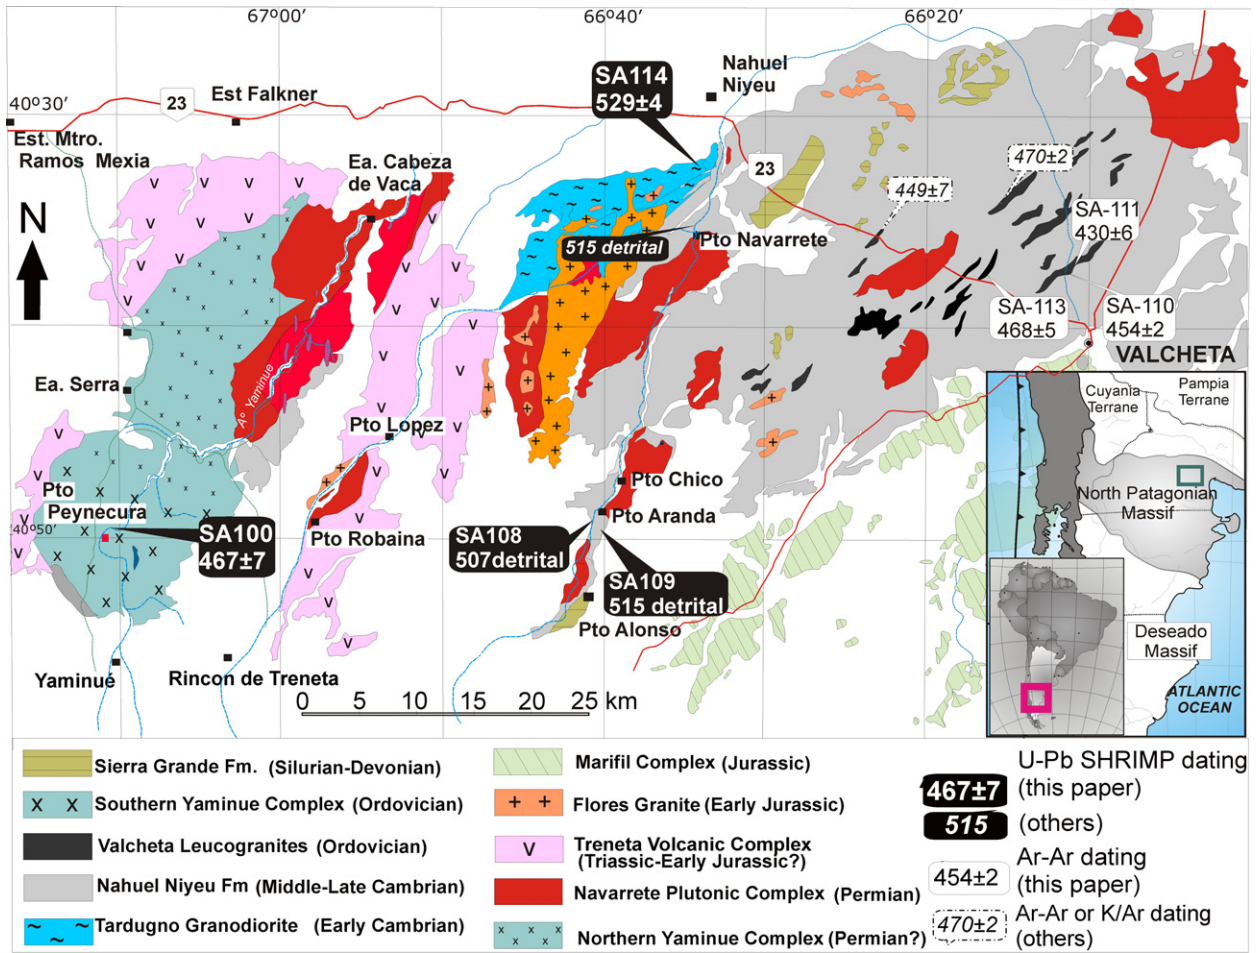 67º00'
66º40'
66º20'
40º30'
23
Est Falkner
Est. Mtro.
Ramos Mexia
Ea. Cabeza
de Vaca
SA114
529±4
Nahuel
Niyeu
23
470±2
449±7
SA-111
430±6
N
515 detrital
Pto Navarrete
SA-113
468±5
SA-110
454±2
VALCHETA
Ea. Serra
Aº Yaminue
Pto Lopez
Pto
Peynecura
40º50'
SA100
467±7
Pto Robaina
Pto Chico
Pto Aranda
SA108
507detrital
SA109
515 detrital
Pto Alonso
Yaminué
Rincon de Treneta
0 5 10 15 20 25 km
Cuyania
Terrane
Pampia
Terrane
North Patagonian
Massif
Deseado
Massif
ATLANTIC
OCEAN
Sierra Grande Fm. (Silurian-Devonian)
Southern Yaminue Complex (Ordovician)
Valcheta Leucogranites (Ordovician)
Nahuel Niyeu Fm (Middle-Late Cambrian)
Tardugno Granodiorite (Early Cambrian)
Marifil Complex (Jurassic)
Flores Granite (Early Jurassic)
Treneta Volcanic Complex
(Triassic-Early Jurassic?)
Navarrete Plutonic Complex (Permian)
Northern Yaminue Complex (Permian?)
U-Pb SHRIMP dating
467±7 (this paper)
515 (others)
Ar-Ar dating
454±2 (this paper)
Ar-Ar or K/Ar dating
470±2 (others)